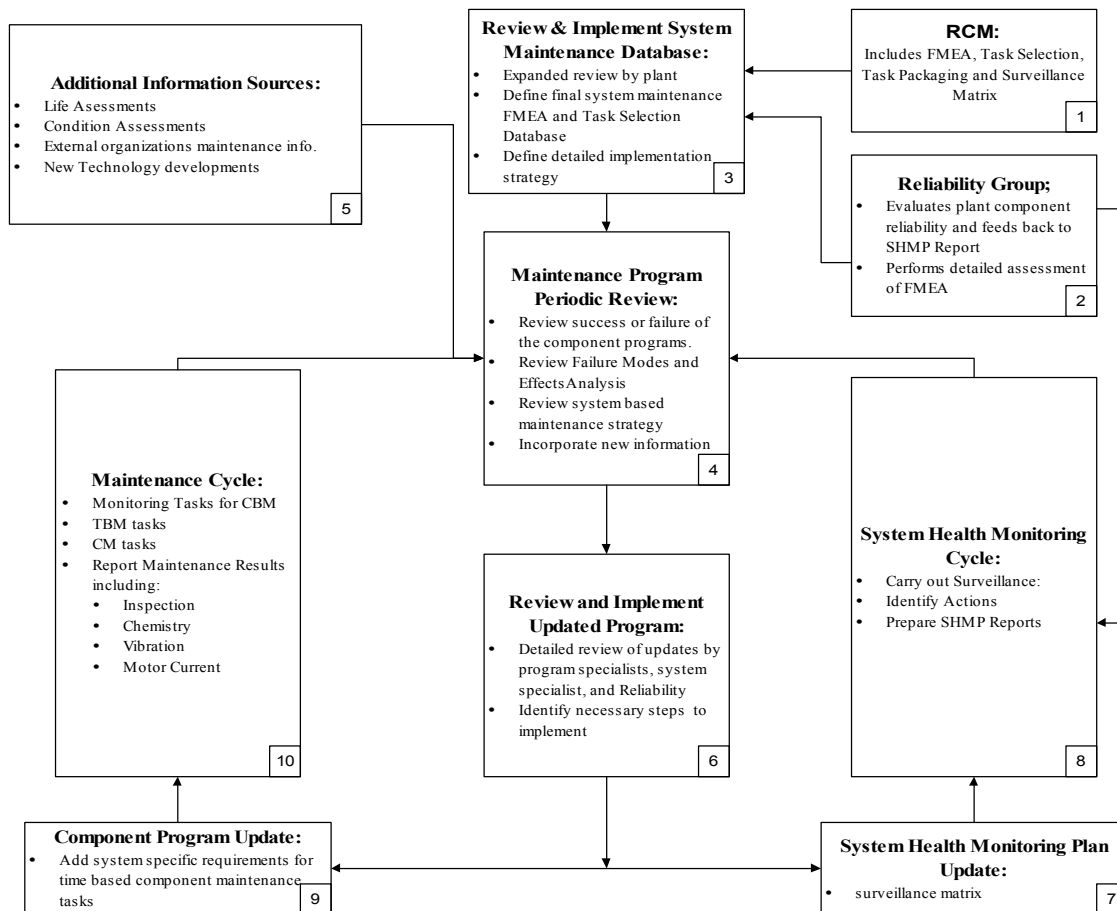 Additional Information Sources:
• Life Asessments
• Condition Assessments
• External organizations maintenance info.
• New Technology developments
5
Review & Implement System
Maintenance Database:
• Expanded review by plant
• Define final system maintenance
FMEA and Task Selection
Database
• Define detailed implementation
strategy
3
RCM:
Includes FMEA, Task Selection,
Task Packaging and Surveillance
Matrix
1
Reliability Group;
• Evaluates plant component
reliability and feeds back to
SHMP Report
• Performs detailed assessment
of FMEA
2
Maintenance Program
Periodic Review:
• Review success or failure of
the component programs.
• Review Failure Modes and
Effects Analysis
• Review system based
maintenance strategy
• Incorporate new information
4
Maintenance Cycle:
• Monitoring Tasks for CBM
• TBM tasks
• CM tasks
• Report Maintenance Results
including:
• Inspection
• Chemistry
• Vibration
• Motor Current
10
Review and Implement
Updated Program:
• Detailed review of updates by
program specialists, system
specialist, and Reliability
• Identify necessary steps to
implement
6
System Health Monitoring
Cycle:
• Carry out Surveillance:
• Identify Actions
• Prepare SHMP Reports
8
Component Program Update:
• Add system specific requirements for
time based component maintenance
tasks
9
System Health Monitoring Plan
Update:
• surveillance matrix
7